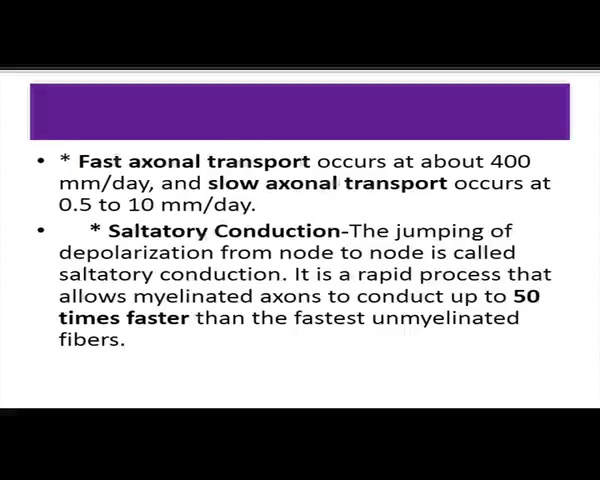 • * Fast axonal transport occurs at about 400
mm/day, and slow axonal transport occurs at
0.5 to 10 mm/day.
• * Saltatory Conduction-The jumping of
depolarization from node to node is called
saltatory conduction. It is a rapid process that
allows myelinated axons to conduct up to 50
times faster than the fastest unmyelinated
fibers.